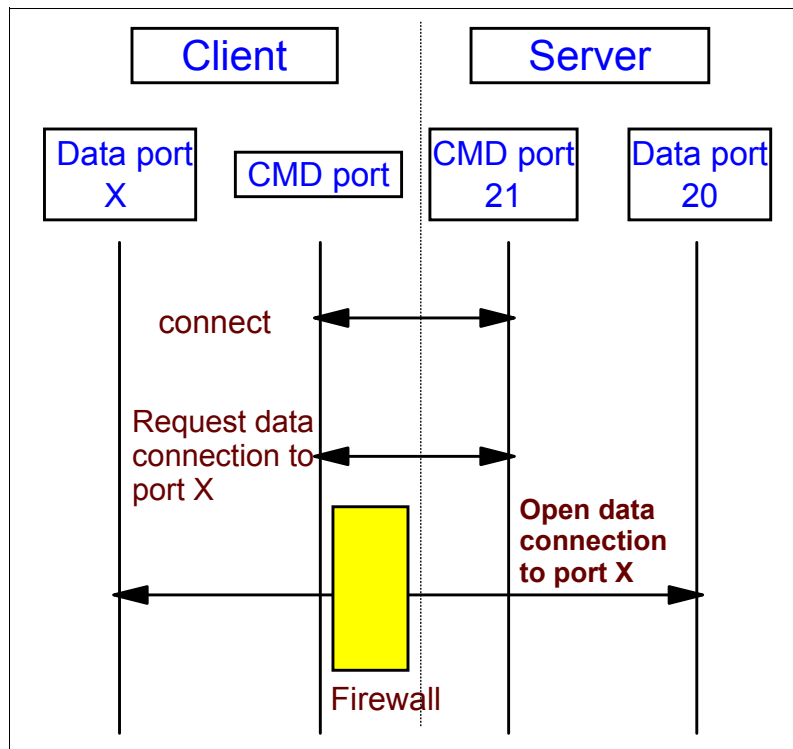 Client
Server
Data port
X
CMD port
CMD port
21
Data port
20
connect
Request data
connection to
port X
Open data
connection
to port X
Firewall